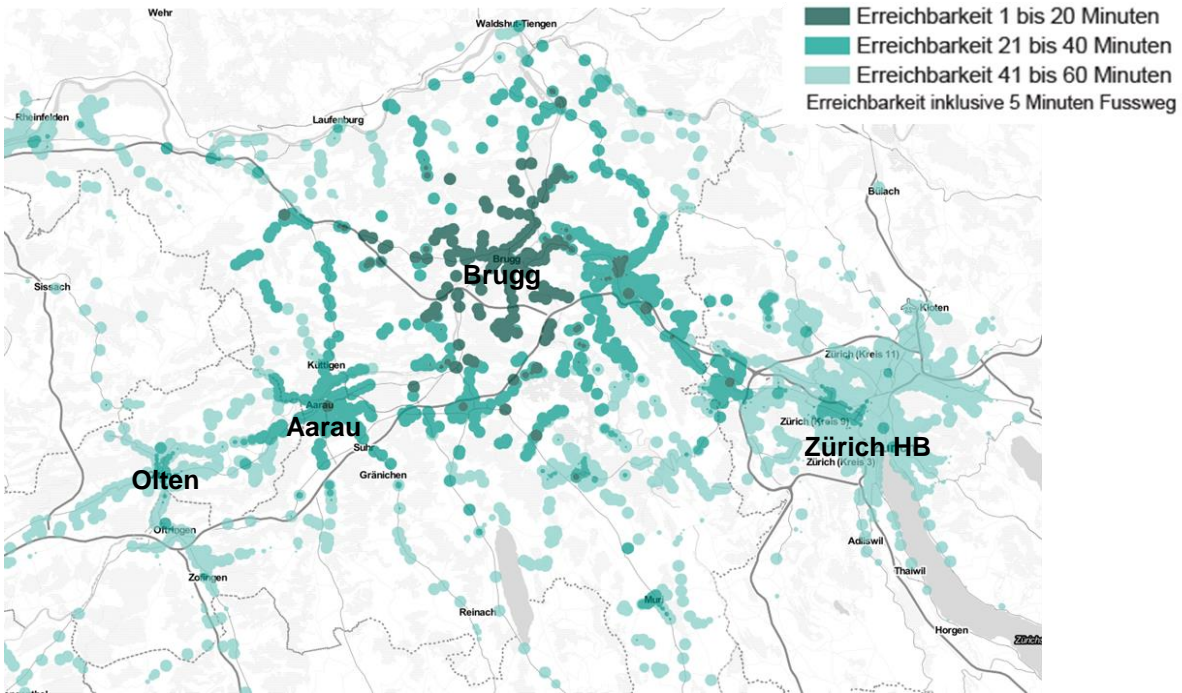 Wehr
Waldshut-Tiengen
Erreichbarkeit 1 bis 20 Minuten
Erreichbarkeit 21 bis 40 Minuten
Erreichbarkeit 41 bis 60 Minuten
Erreichbarkeit inklusive 5 Minuten Fussweg
Rheinfelden
Laufenburg
Bülach
Brugg
Brugg
Sissach
Kloten
Zürich (Kreis 11)
Küttigen
Aarau
Aarau
Zürich (Kreis 9)
Suhr
Zürich HB
Zürich (Kreis 3)
Gränichen
Olten
Oftringen
Adliswil
Zofingen
Thalwil
Muri
Reinach
Horgen